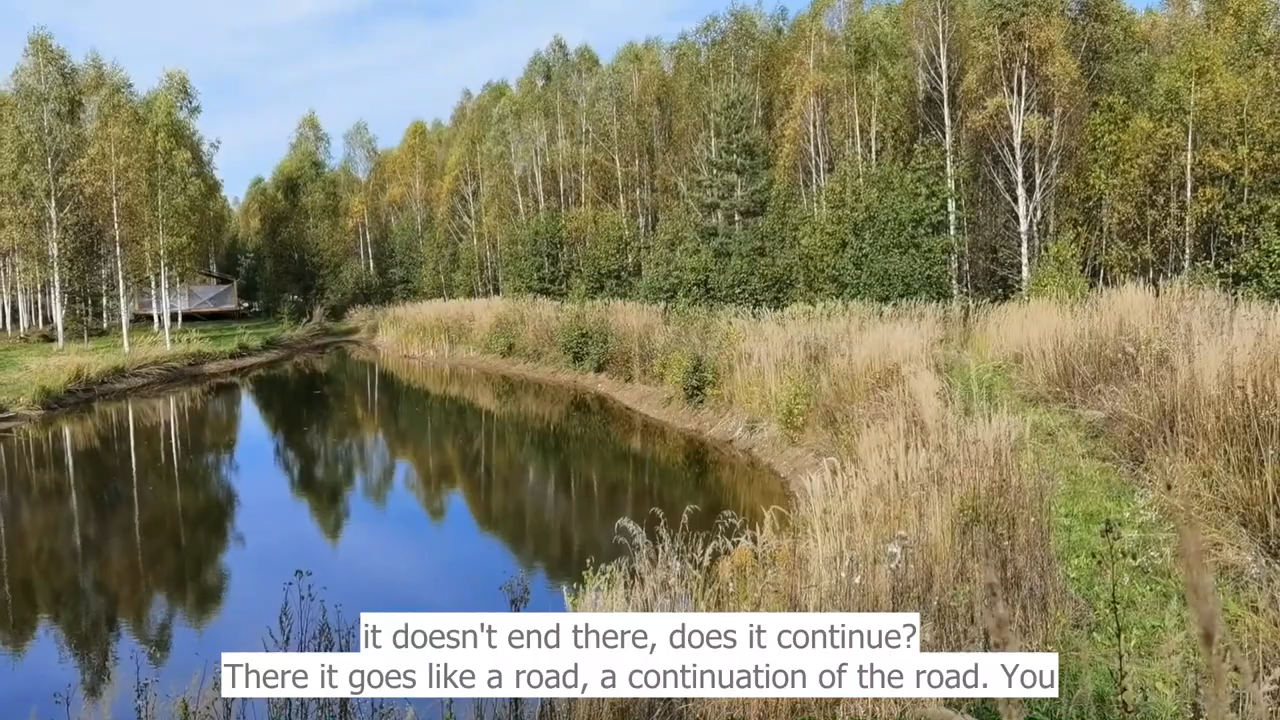 it doesn't end there, does it continue?
There it goes like a road, a continuation of the road. You